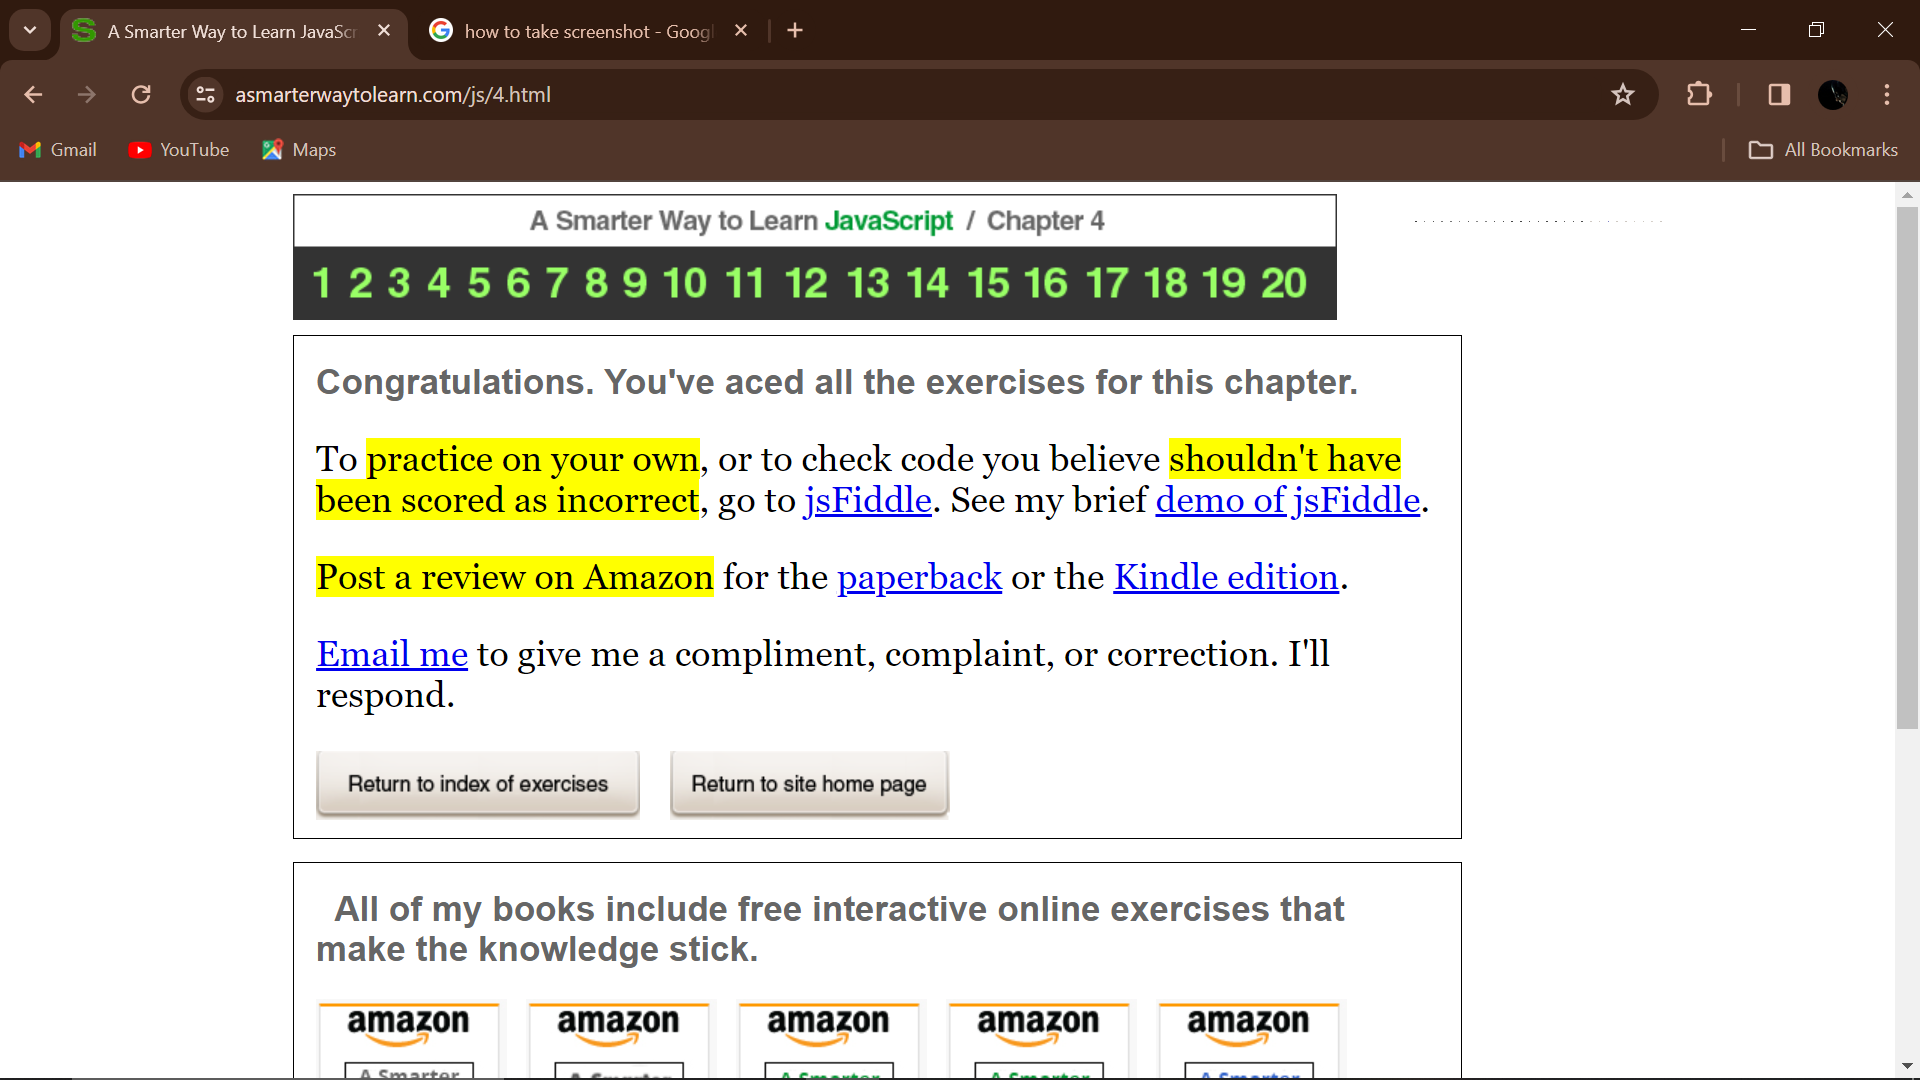 A Smarter Way to Learn JavaScr
how to take screenshot - Goog
asmarterwaytolearn.com/js/4.html
Gmail
YouTube
Maps
All Bookmarks
A Smarter Way to Learn JavaScript / Chapter 4
1 2 3 4 5 6 7 8 9 10 11 12 13 14 15 16 17 18 19 20
Congratulations. You've aced all the exercises for this chapter.
To practice on your own, or to check code you believe shouldn't have
been scored as incorrect, go to jsFiddle. See my brief demo of jsFiddle.
Post a review on Amazon for the paperback or the Kindle edition.
Email me to give me a compliment, complaint, or correction. I'll
respond.
Return to index of exercises
Return to site home page
All of my books include free interactive online exercises that
make the knowledge stick.
amazon amazon amazon amazon amazon
A Smarter A Smarter A Smarter A Smarter A Smarter